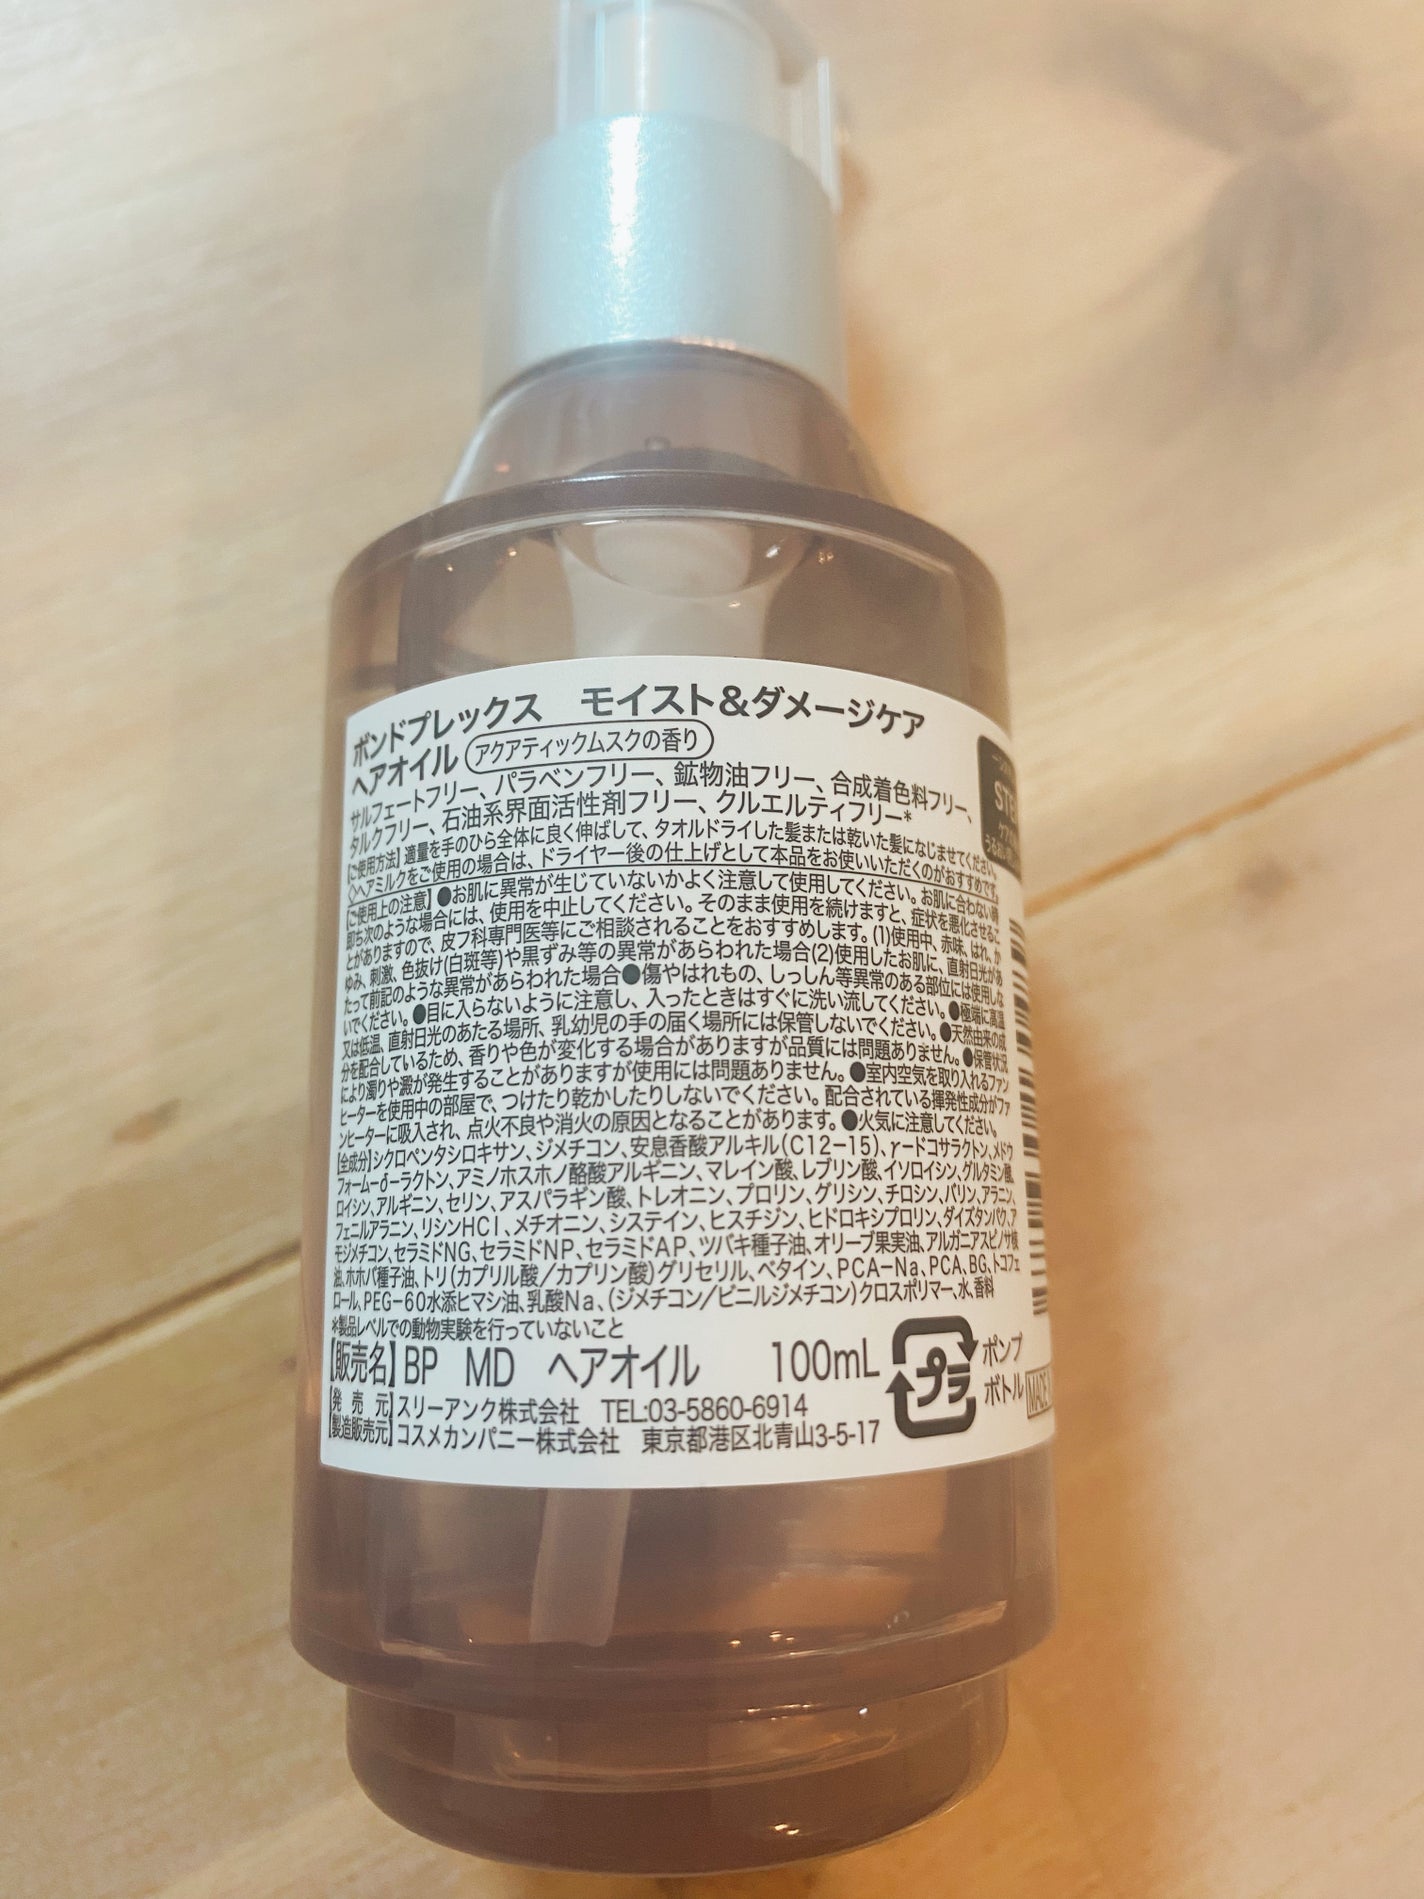 ボンドプレックス　モイスト&ダメージケア
ヘアオイル アクアティックムスクの香り
サルフェートフリー、パラベンフリー、鉱物油フリー、合成着色料フリー、
タルクフリー、石油系界面活性剤フリー、クルエルティフリー*
【ご使用方法】適量を手のひら全体に良く伸ばして、タオルドライした髪または乾いた髪になじませてください。
◇ヘアミルクをご使用の場合は、ドライヤー後の仕上げとして本品をお使いいただくのがおすすめです。
【ご使用上の注意】●お肌に異常が生じていないかよく注意して使用してください。お肌に合わない時
即ち次のような場合には、使用を中止してください。そのまま使用を続けますと、症状を悪化させるこ
とがありますので、皮フ科専門医等にご相談されることをおすすめします。(1)使用中、赤味、はれ、か
ゆみ、刺激、色抜け(白斑等)や黒ずみ等の異常があらわれた場合(2)使用したお肌に、直射日光があ
たって前記のような異常があらわれた場合●傷やはれもの、しっしん等異常のある部位には使用しな
いでください。●目に入らないように注意し、入ったときはすぐに洗い流してください。●極端に高温
又は低温、直射日光のあたる場所、乳幼児の手の届く場所には保管しないでください。●天然由来の成
分を配合しているため、香りや色が変化する場合がありますが品質には問題ありません。●保管状況
により濁りや澱が発生することがありますが使用には問題ありません。●室内空気を取り入れるファン
ヒーターを使用中の部屋で、つけたり乾かしたりしないでください。配合されている揮発性成分がファ
ンヒーターに吸入され、点火不良や消火の原因となることがあります。●火気に注意してください。
【全成分】シクロペンタシロキサン、ジメチコン、安息香酸アルキル(C12-15)、γ-ドコサラクトン、メドウ
フォーム-δ-ラクトン、アミノホスホノ酪酸アルギニン、マレイン酸、レブリン酸、イソロイシン、グルタミン酸、
ロイシン、アルギニン、セリン、アスパラギン酸、トレオニン、プロリン、グリシン、チロシン、バリン、アラニン、
フェニルアラニン、リシンHCl、メチオニン、システイン、ヒスチジン、ヒドロキシプロリン、ダイズタンパク、ア
モジメチコン、セラミドNG、セラミドNP、セラミドAP、ツバキ種子油、オリーブ果実油、アルガニアスピノサ核
油、ホホバ種子油、トリ(カプリル酸/カプリン酸)グリセリル、ベタイン、PCA-Na、PCA、BG、トコフェ
ロール、PEG-60水添ヒマシ油、乳酸Na、(ジメチコン/ビニルジメチコン)クロスポリマー、水、香料
*製品レベルでの動物実験を行っていないこと
【販売名】BP　MD　ヘアオイル　100mL
【発 売 元】スリーアンク株式会社　TEL:03-5860-6914
【製造販売元】コスメカンパニー株式会社　東京都港区北青山3-5-17
プラ
ポンプ
ボトル
MADE